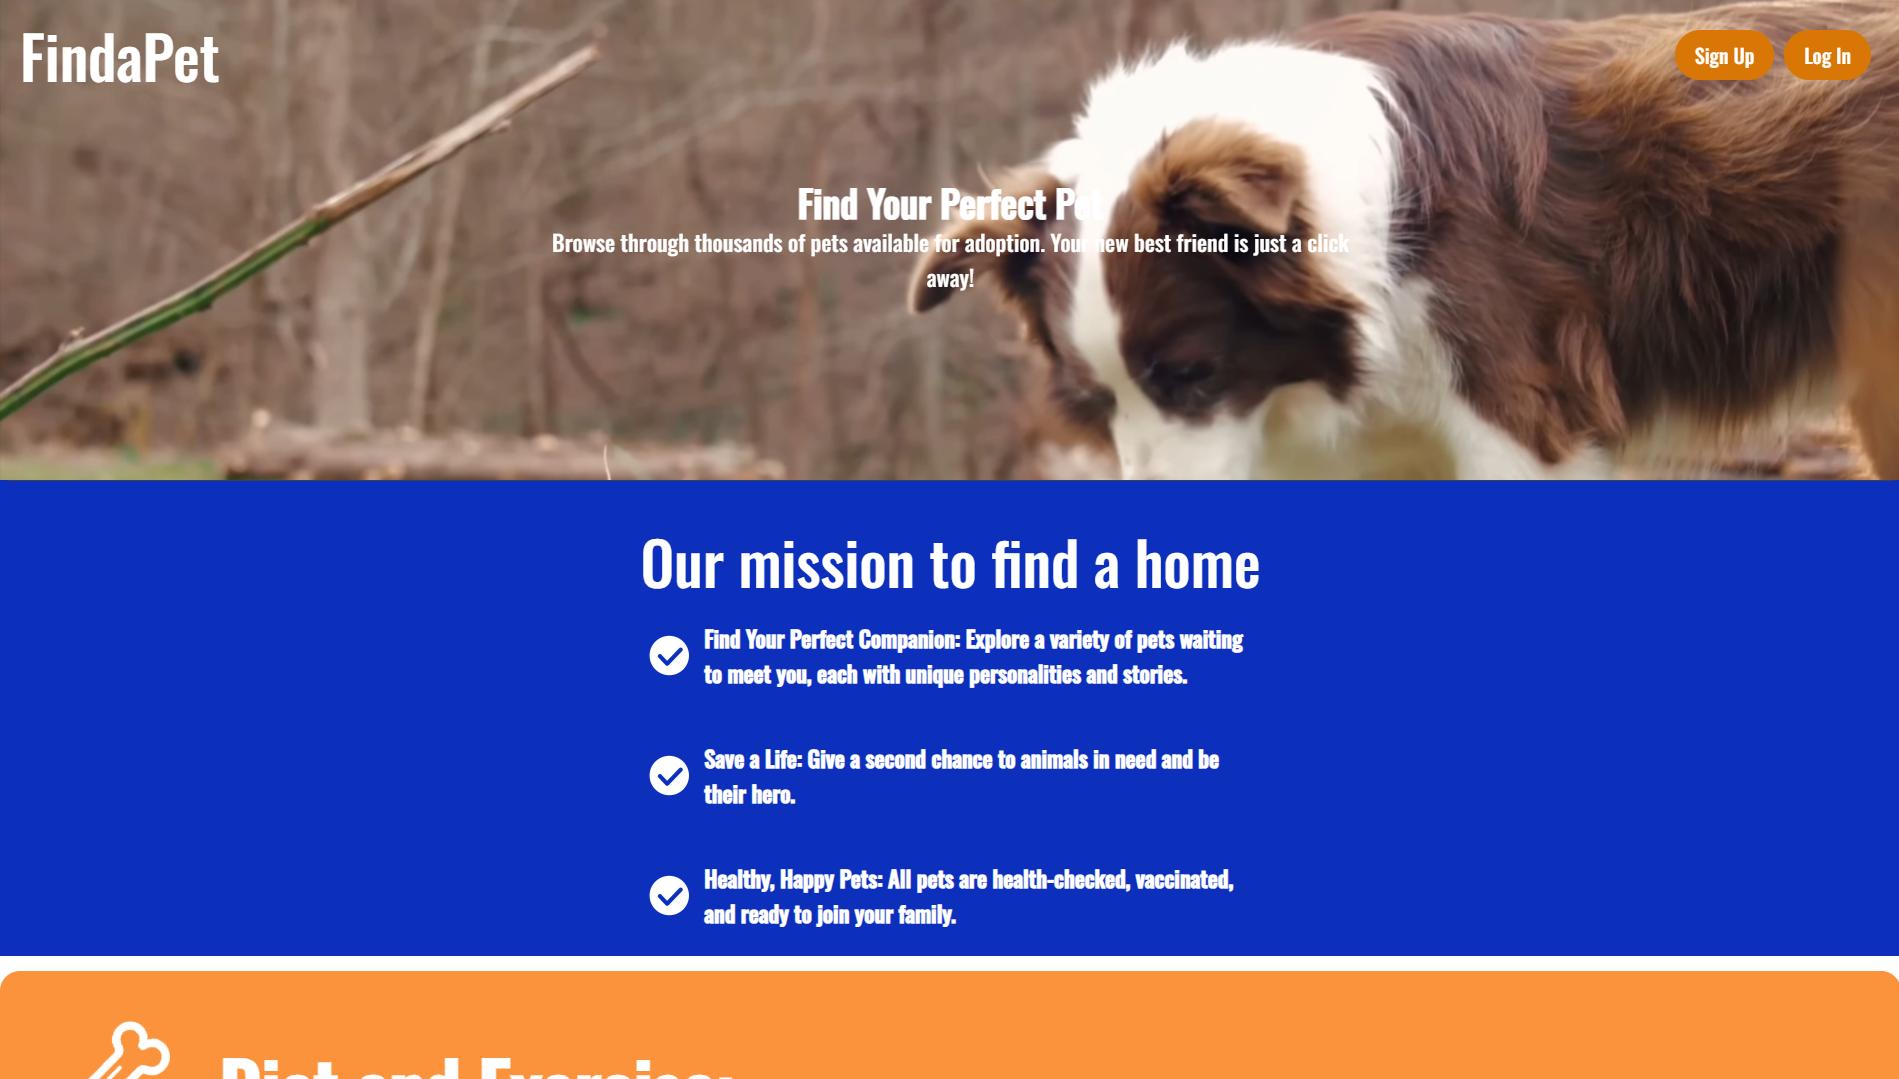 FindaPet
Sign Up
Log In
Find Your Perfect Pet
Browse through thousands of pets available for adoption. Your new best friend is just a click
away!
Our mission to find a home
Find Your Perfect Companion: Explore a variety of pets waiting
to meet you, each with unique personalities and stories.
Save a Life: Give a second chance to animals in need and be
their hero.
Healthy, Happy Pets: All pets are health-checked, vaccinated,
and ready to join your family.
Diet and Exercise: